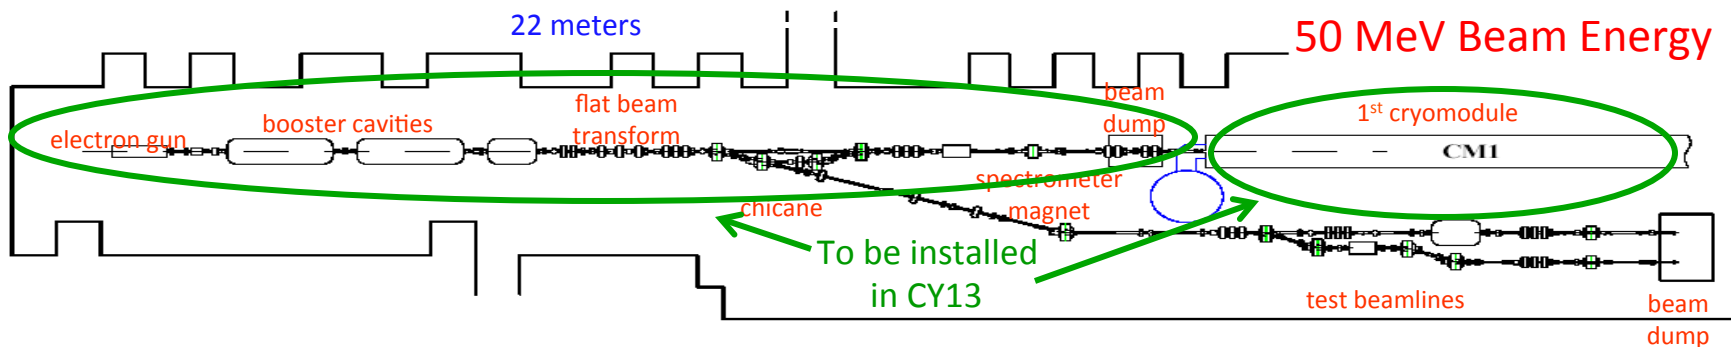 22 meters
50 MeV Beam Energy
electron gun
booster cavities
flat beam
transform
beam
dump
1st cryomodule
CM1
chicane
spectrometer
magnet
To be installed
in CY13
test beamlines
beam
dump